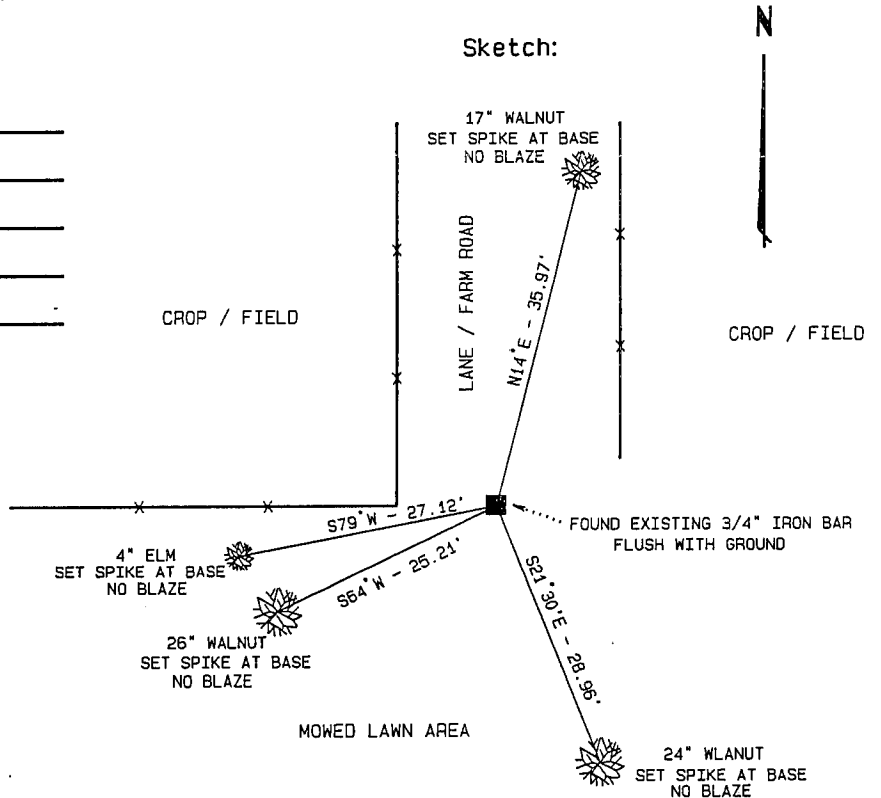 N
Sketch:
17" WALNUT
SET SPIKE AT BASE
NO BLAZE
LANE / FARM ROAD
N14°E - 35.97'
CROP / FIELD
CROP / FIELD
S79°W - 27.12'
FOUND EXISTING 3/4" IRON BAR
FLUSH WITH GROUND
4" ELM
SET SPIKE AT BASE
NO BLAZE
S64°W - 25.21'
S21°30'E - 28.96'
26" WALNUT
SET SPIKE AT BASE
NO BLAZE
MOWED LAWN AREA
24" WLANUT
SET SPIKE AT BASE
NO BLAZE